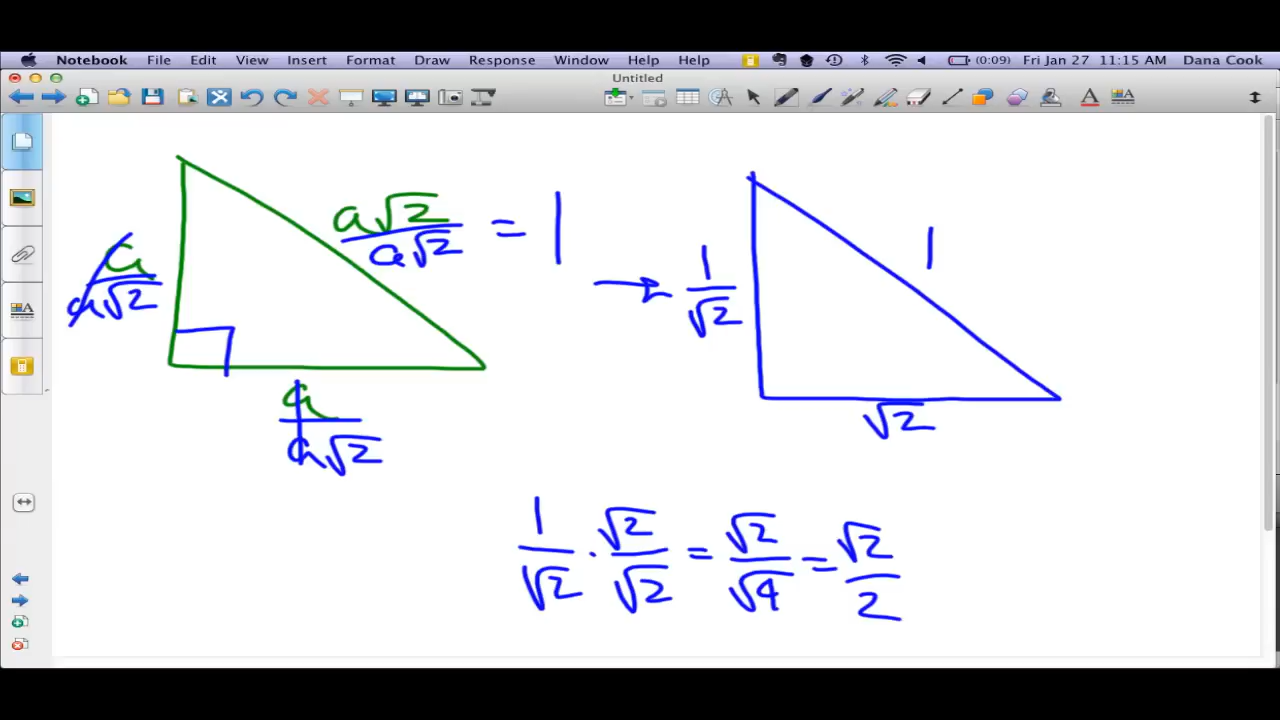 Notebook File Edit View Insert Format Draw Response Window Help Help (0:09) Fri Jan 27 11:15 AM Dana Cook
Untitled
a/a√2
a√2/a√2 = 1
a/a√2
1/√2
1
√2
1/√2 · √2/√2 = √2/√4 = √2/2